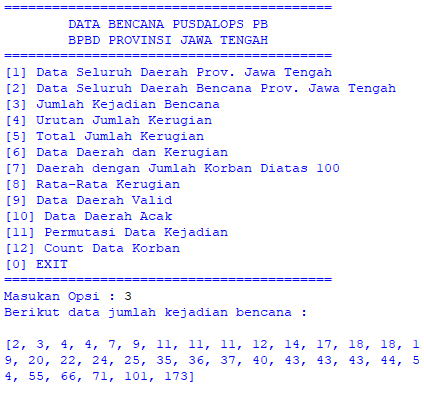 =========================================
DATA BENCANA PUSDALOPS PB
BPBD PROVINSI JAWA TENGAH
=========================================
[1] Data Seluruh Daerah Prov. Jawa Tengah
[2] Data Seluruh Daerah Bencana Prov. Jawa Tengah
[3] Jumlah Kejadian Bencana
[4] Urutan Jumlah Kerugian
[5] Total Jumlah Kerugian
[6] Data Daerah dan Kerugian
[7] Daerah dengan Jumlah Korban Diatas 100
[8] Rata-Rata Kerugian
[9] Data Daerah Valid
[10] Data Daerah Acak
[11] Permutasi Data Kejadian
[12] Count Data Korban
[0] EXIT
=========================================
Masukan Opsi : 3
Berikut data jumlah kejadian bencana :
[2, 3, 4, 4, 7, 9, 11, 11, 11, 12, 14, 17, 18, 18, 1
9, 20, 22, 24, 25, 35, 36, 37, 40, 43, 43, 43, 44, 5
4, 55, 66, 71, 101, 173]